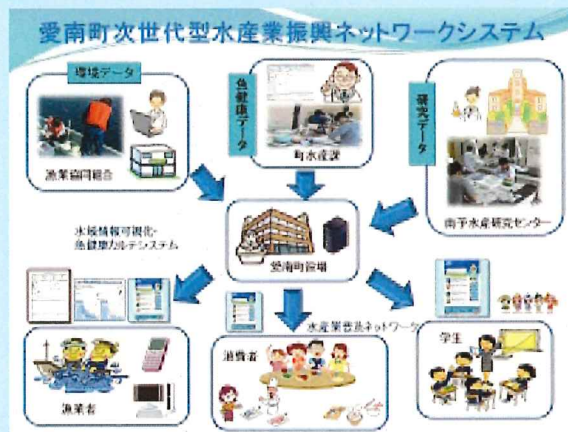 愛南町次世代型水産業振興ネットワークシステム
環境データ
魚健康データ
研究データ
漁業協同組合
町水産課
南予水産研究センター
水域情報可視化・
魚健康カルテシステム
愛南町役場
水産業普及ネットワーク
漁業者
消費者
学生